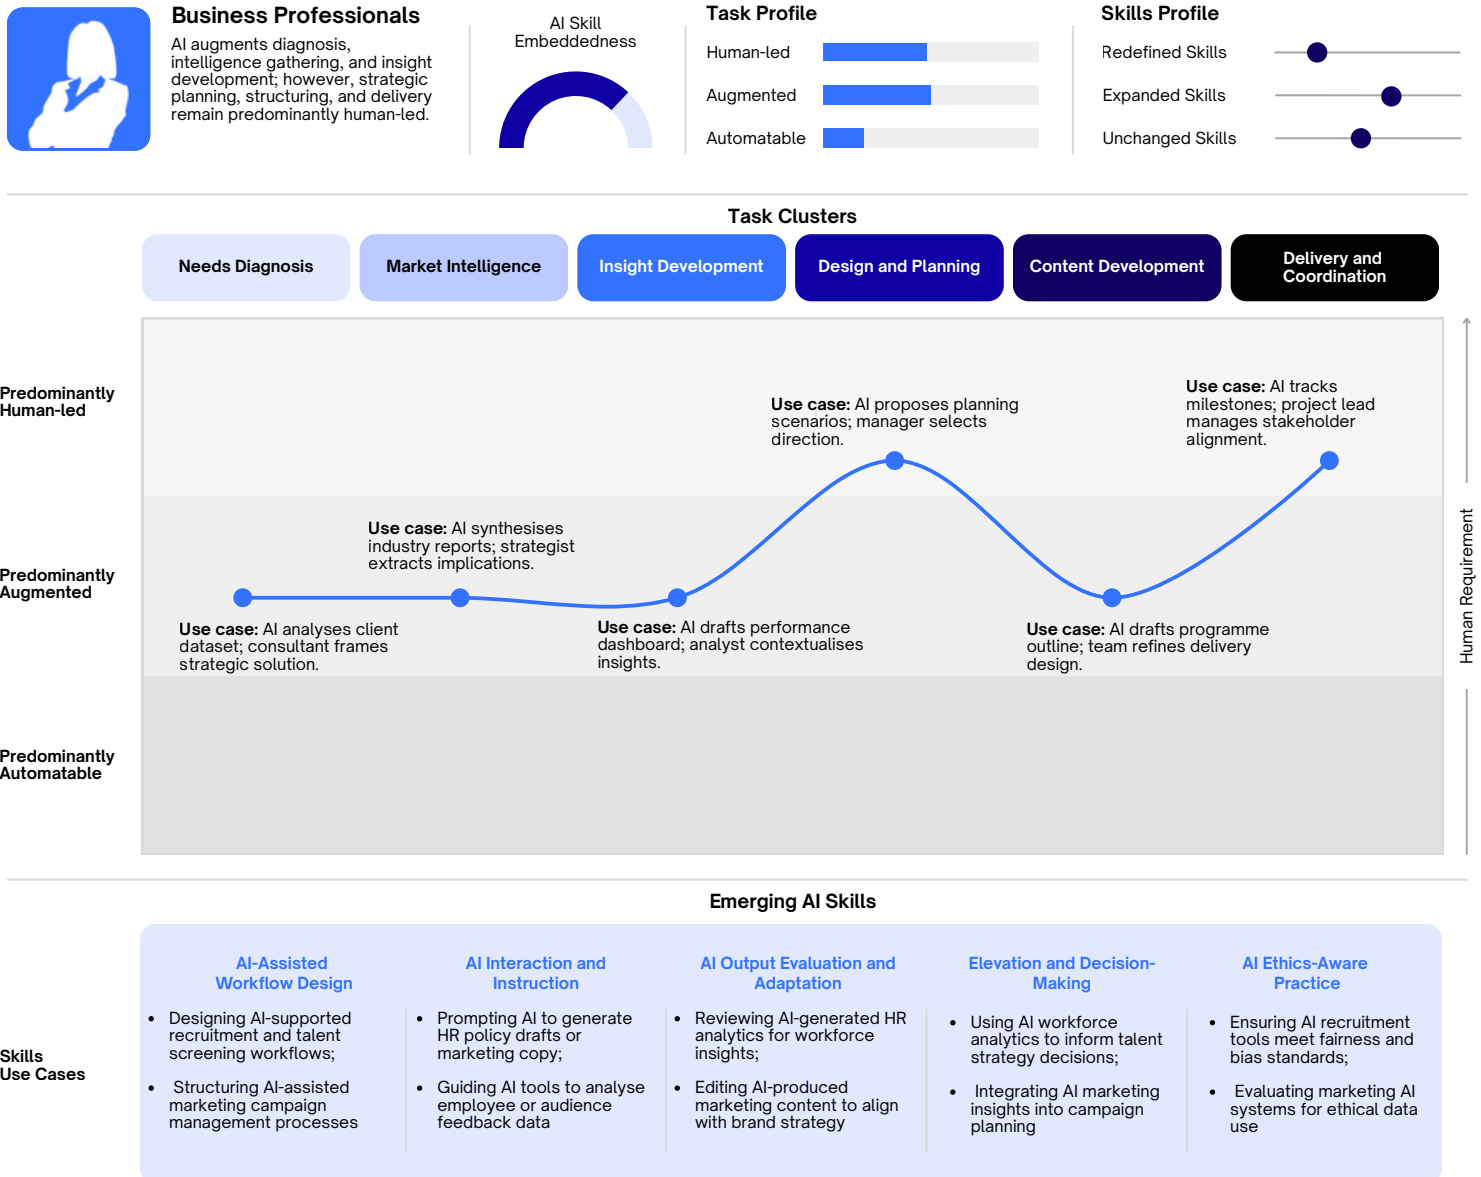 Business Professionals
AI augments diagnosis,
intelligence gathering, and insight
development; however, strategic
planning, structuring, and delivery
remain predominantly human-led.
AI Skill
Embeddedness
Task Profile
Human-led
Augmented
Automatable
Skills Profile
Redefined Skills
Expanded Skills
Unchanged Skills
Task Clusters
Needs Diagnosis
Market Intelligence
Insight Development
Design and Planning
Content Development
Delivery and
Coordination
Predominantly
Human-led
Use case: AI proposes planning
scenarios; manager selects
direction.
Use case: AI tracks
milestones; project lead
manages stakeholder
alignment.
Predominantly
Augmented
Use case: AI synthesises
industry reports; strategist
extracts implications.
Use case: AI analyses client
dataset; consultant frames
strategic solution.
Use case: AI drafts performance
dashboard; analyst contextualises
insights.
Use case: AI drafts programme
outline; team refines delivery
design.
Human Requirement
Predominantly
Automatable
Emerging AI Skills
Skills
Use Cases
AI-Assisted
Workflow Design
• Designing AI-supported
recruitment and talent
screening workflows;
• Structuring AI-assisted
marketing campaign
management processes
AI Interaction and
Instruction
• Prompting AI to generate
HR policy drafts or
marketing copy;
• Guiding AI tools to analyse
employee or audience
feedback data
AI Output Evaluation and
Adaptation
• Reviewing AI-generated HR
analytics for workforce
insights;
• Editing AI-produced
marketing content to align
with brand strategy
Elevation and Decision-
Making
• Using AI workforce
analytics to inform talent
strategy decisions;
• Integrating AI marketing
insights into campaign
planning
AI Ethics-Aware
Practice
• Ensuring AI recruitment
tools meet fairness and
bias standards;
• Evaluating marketing AI
systems for ethical data
use